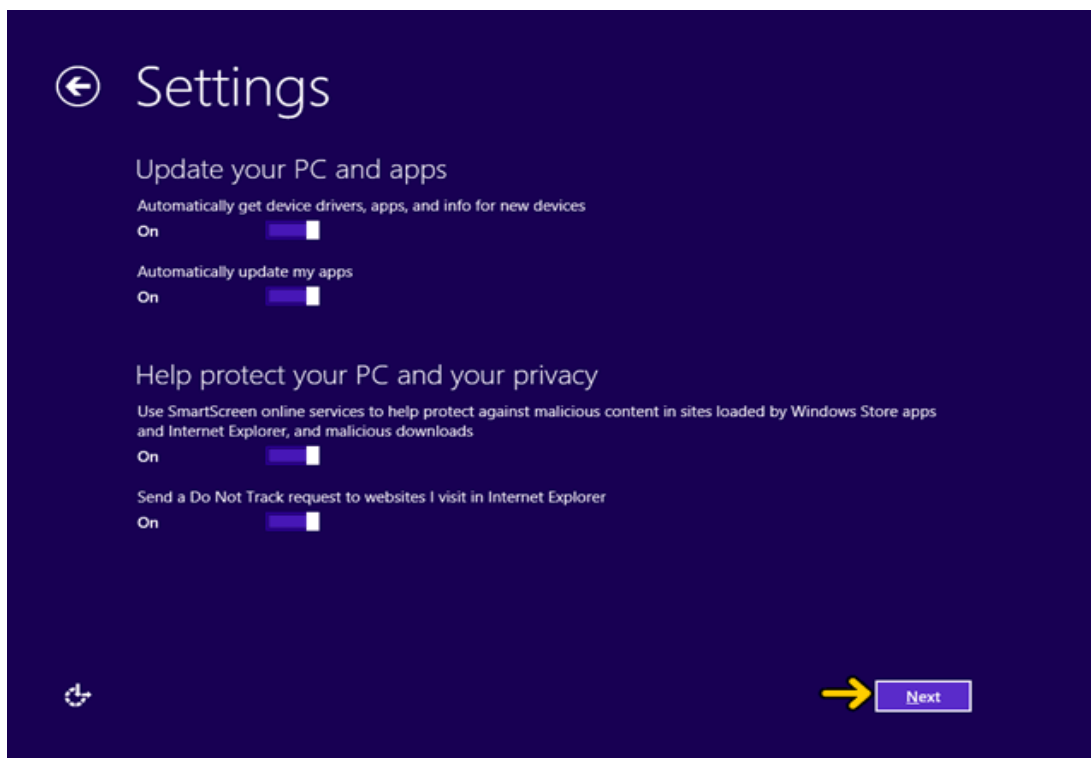 Settings
Update your PC and apps
Automatically get device drivers, apps, and info for new devices
On
Automatically update my apps
On
Help protect your PC and your privacy
Use SmartScreen online services to help protect against malicious content in sites loaded by Windows Store apps
and Internet Explorer, and malicious downloads
On
Send a Do Not Track request to websites I visit in Internet Explorer
On
Next